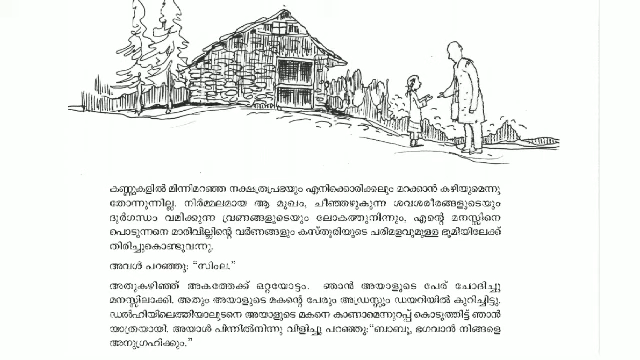 കണ്ണുകളിൽ മിന്നിമറഞ്ഞ നക്ഷത്രപ്രഭയും എനിക്കൊരിക്കലും മറക്കാൻ കഴിയുമെന്നു
തോന്നുന്നില്ല. നിർമ്മലമായ ആ മുഖം, ചീഞ്ഞഴുകുന്ന ശവശരീരങ്ങളുടെയും
ദുർഗന്ധം വമിക്കുന്ന വ്രണങ്ങളുടെയും ലോകത്തുനിന്നും, എന്റെ മനസ്സിനെ
പൊടുന്നനെ മാരിവില്ലിന്റെ വർണങ്ങളും കസ്തൂരിയുടെ പരിമളവുമുള്ള ഭൂമിയിലേക്ക്
തിരിച്ചുകൊണ്ടുവന്നു.
അവൾ പറഞ്ഞു: “സിംല.”
അതുകഴിഞ്ഞ് അകത്തേക്ക് ഒറ്റയോട്ടം. ഞാൻ അയാളുടെ പേര് ചോദിച്ചു
മനസ്സിലാക്കി. അതും അയാളുടെ മകന്റെ പേരും അഡ്രസ്സും ഡയറിയിൽ കുറിച്ചിട്ടു.
ഡൽഹിയിലെത്തിയാലുടനെ അയാളുടെ മകനെ കാണാമെന്നുറപ്പ് കൊടുത്തിട്ട് ഞാൻ
യാത്രയായി. അയാൾ പിന്നിൽനിന്നു വിളിച്ചു പറഞ്ഞു:“ബാബൂ, ഭഗവാൻ നിങ്ങളെ
അനുഗ്രഹിക്കും.”